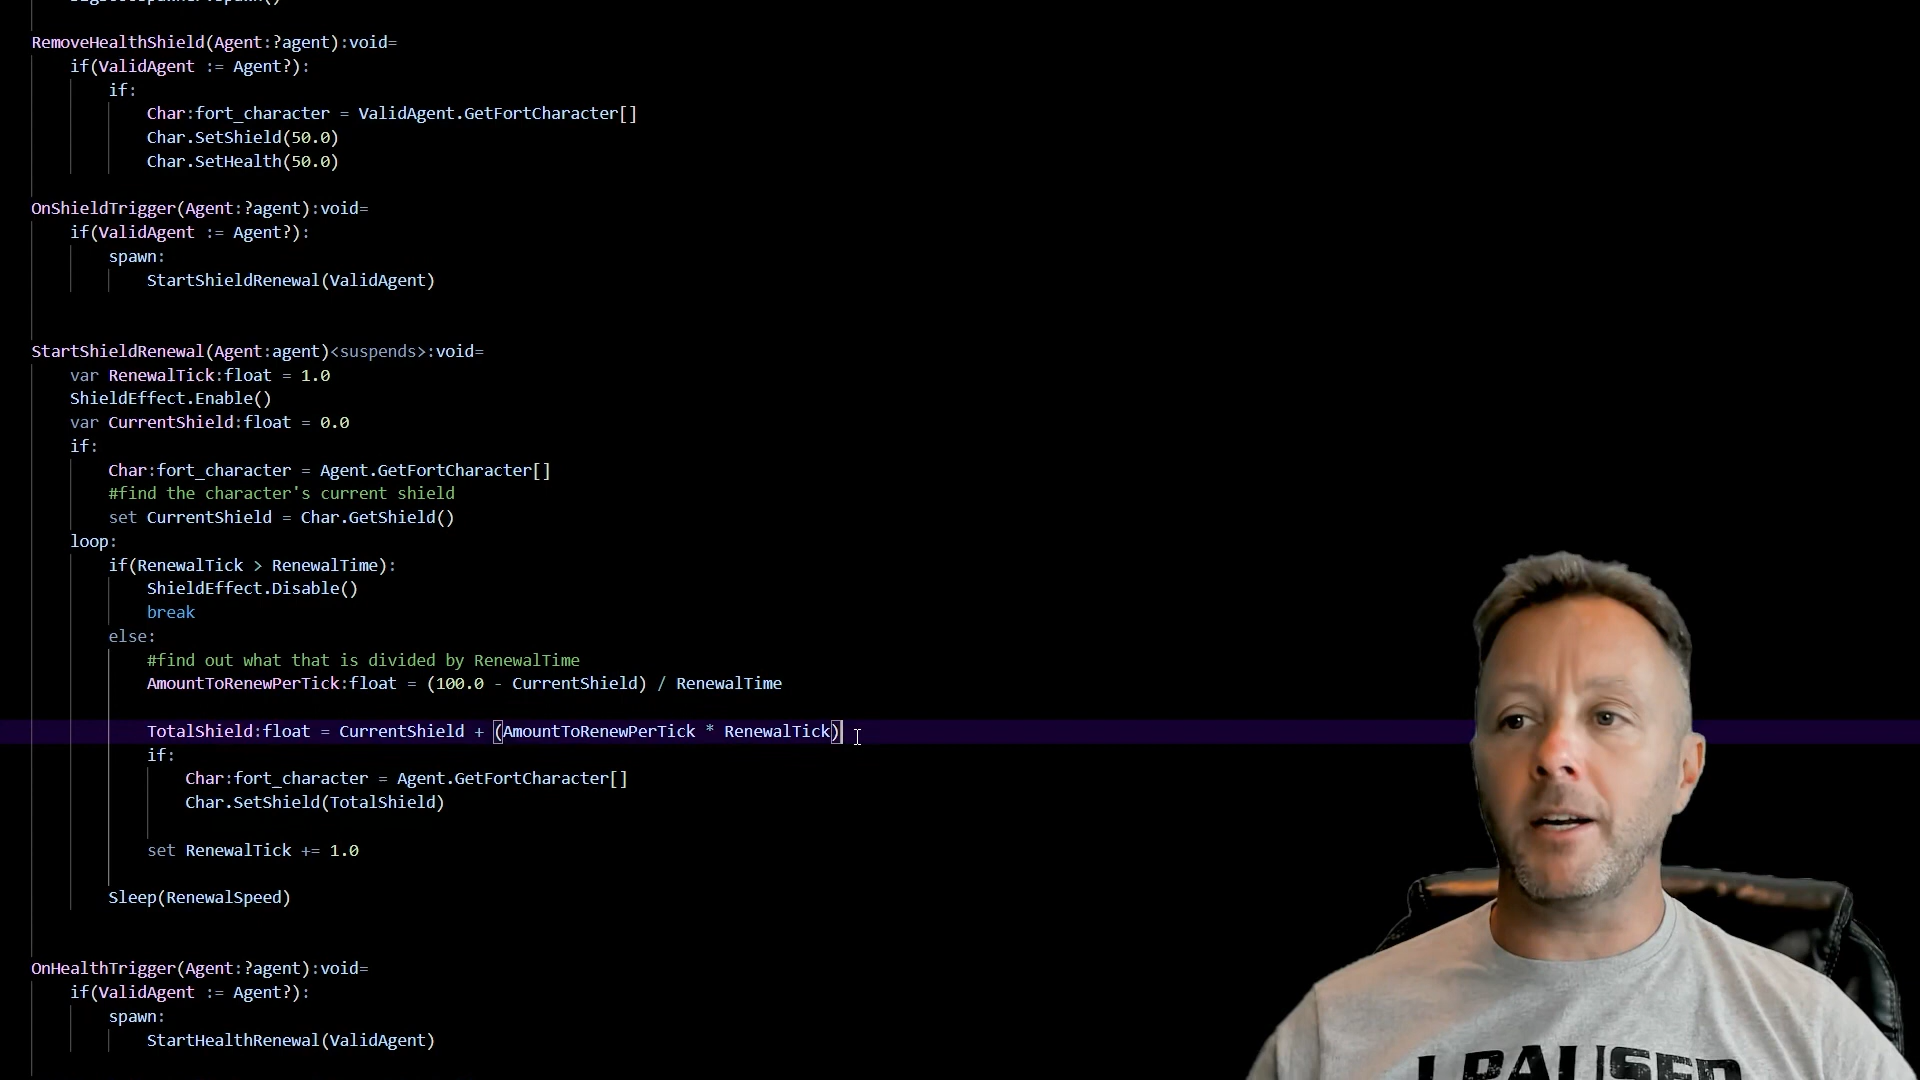 RemoveHealthShield(Agent:?agent):void=
if(ValidAgent := Agent?):
if:
Char:fort_character = ValidAgent.GetFortCharacter[]
Char.SetShield(50.0)
Char.SetHealth(50.0)
OnShieldTrigger(Agent:?agent):void=
if(ValidAgent := Agent?):
spawn:
StartShieldRenewal(ValidAgent)
StartShieldRenewal(Agent:agent)<suspends>:void=
var RenewalTick:float = 1.0
ShieldEffect.Enable()
var CurrentShield:float = 0.0
if:
Char:fort_character = Agent.GetFortCharacter[]
#find the character's current shield
set CurrentShield = Char.GetShield()
loop:
if(RenewalTick > RenewalTime):
ShieldEffect.Disable()
break
else:
#find out what that is divided by RenewalTime
AmountToRenewPerTick:float = (100.0 - CurrentShield) / RenewalTime
TotalShield:float = CurrentShield + (AmountToRenewPerTick * RenewalTick)
if:
Char:fort_character = Agent.GetFortCharacter[]
Char.SetShield(TotalShield)
set RenewalTick += 1.0
Sleep(RenewalSpeed)
OnHealthTrigger(Agent:?agent):void=
if(ValidAgent := Agent?):
spawn:
StartHealthRenewal(ValidAgent)
I PAUSED